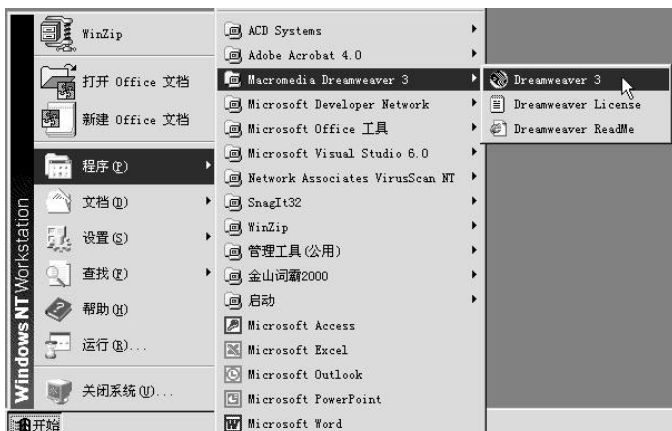 WinZip
打开 Office 文档
新建 Office 文档
程序(P)
文档(D)
设置(S)
查找(F)
帮助(H)
运行(R)...
关闭系统(U)...
Windows NT Workstation
开始
ACD Systems
Adobe Acrobat 4.0
Macromedia Dreamweaver 3
Microsoft Developer Network
Microsoft Office 工具
Microsoft Visual Studio 6.0
Network Associates VirusScan NT
SnagIt32
WinZip
管理工具(公用)
金山词霸2000
启动
Microsoft Access
Microsoft Excel
Microsoft Outlook
Microsoft PowerPoint
Microsoft Word
Dreamweaver 3
Dreamweaver License
Dreamweaver ReadMe